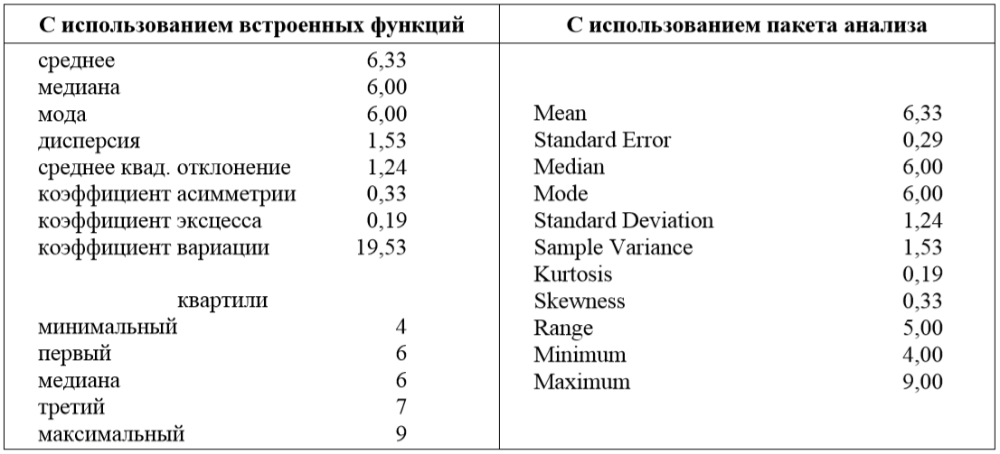 С использованием встроенных функций
среднее 6,33
медиана 6,00
мода 6,00
дисперсия 1,53
среднее квад. отклонение 1,24
коэффициент асимметрии 0,33
коэффициент эксцесса 0,19
коэффициент вариации 19,53
квартили
минимальный 4
первый 6
медиана 6
третий 7
максимальный 9
С использованием пакета анализа
Mean 6,33
Standard Error 0,29
Median 6,00
Mode 6,00
Standard Deviation 1,24
Sample Variance 1,53
Kurtosis 0,19
Skewness 0,33
Range 5,00
Minimum 4,00
Maximum 9,00